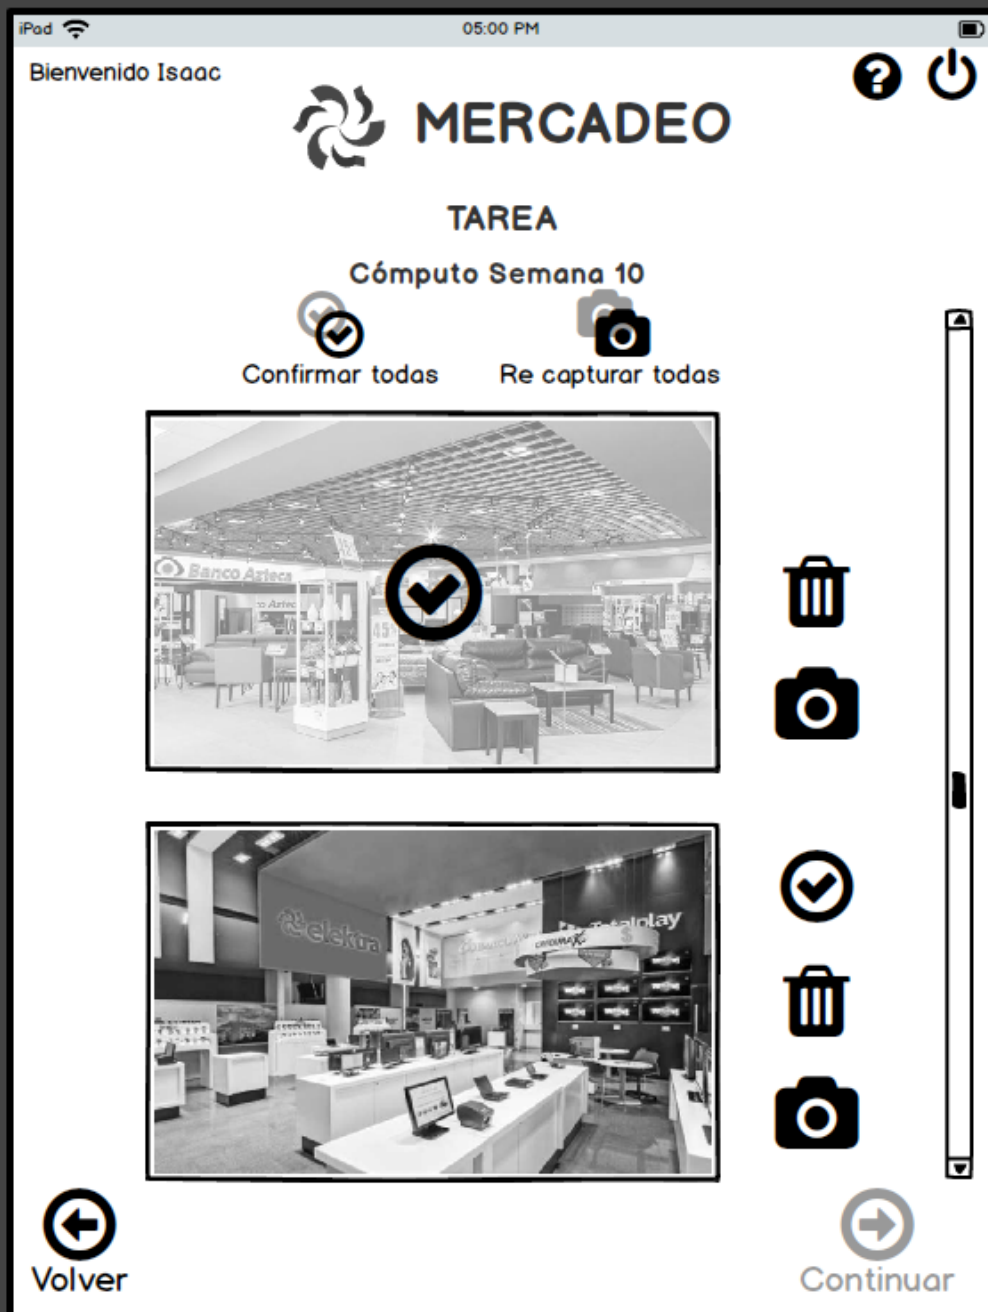 iPad
05:00 PM
Bienvenido Isaac
MERCADEO
TAREA
Cómputo Semana 10
Confirmar todas
Re capturar todas
Banco Azteca
elektra
Totalplay
Volver
Continuar